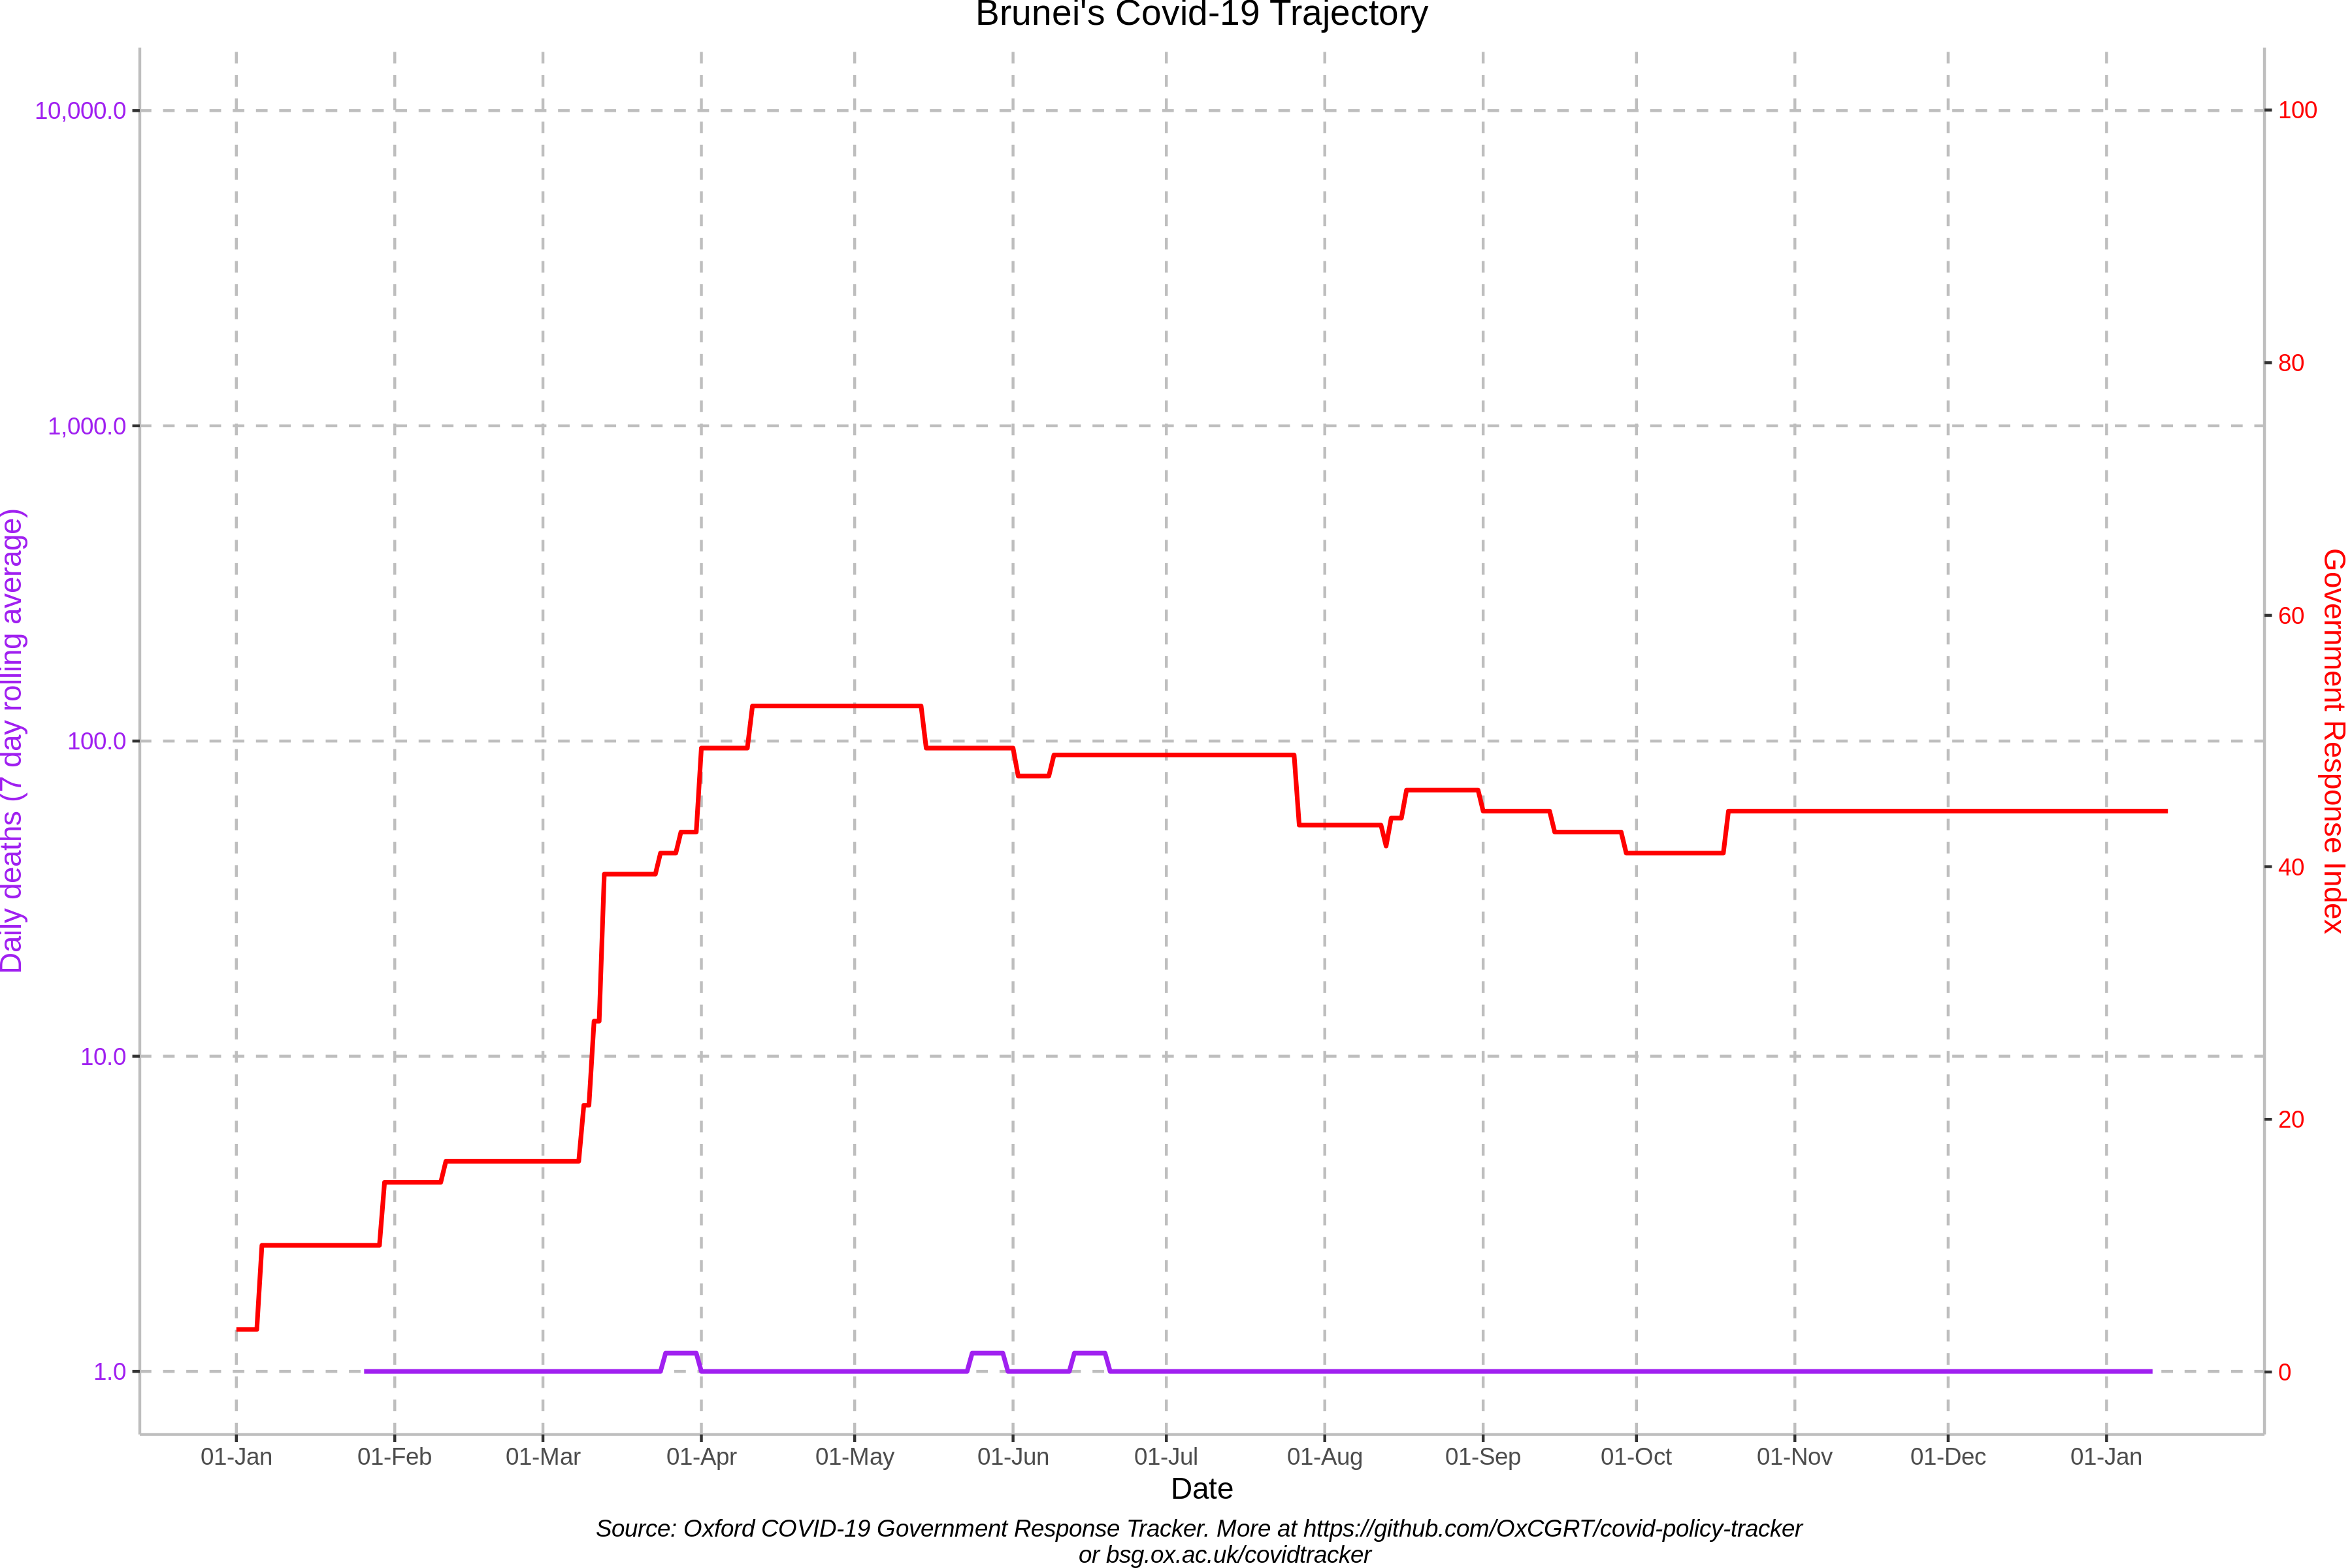 Brunei's Covid-19 Trajectory
10,000.0
1,000.0
100.0
10.0
1.0
Daily deaths (7 day rolling average)
100
80
60
40
20
0
Government Response Index
01-Jan
01-Feb
01-Mar
01-Apr
01-May
01-Jun
01-Jul
01-Aug
01-Sep
01-Oct
01-Nov
01-Dec
01-Jan
Date
Source: Oxford COVID-19 Government Response Tracker. More at https://github.com/OxCGRT/covid-policy-tracker
or bsg.ox.ac.uk/covidtracker